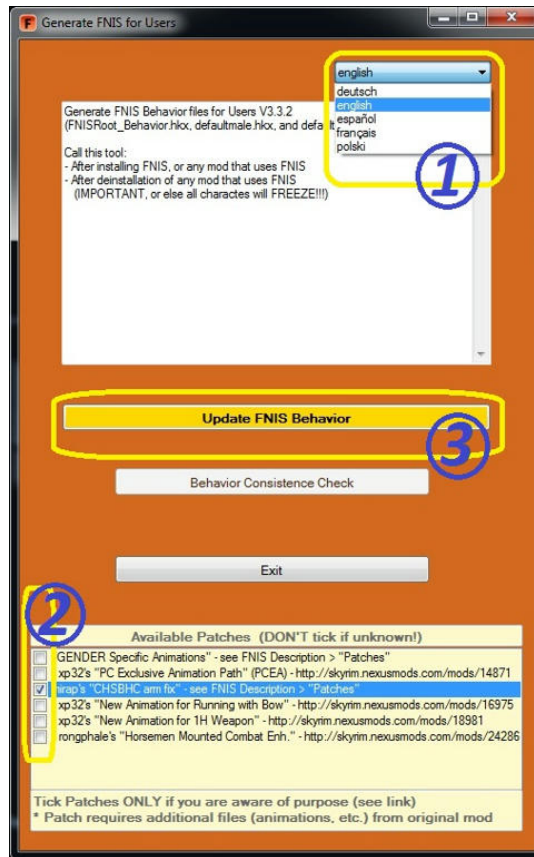 Generate FNIS for Users
english
deutsch
english
español
français
polski
1
Generate FNIS Behavior files for Users V3.3.2
(FNISRoot_Behavior.hkx, defaultmale.hkx, and default
Call this tool:
- After installing FNIS, or any mod that uses FNIS
- After deinstallation of any mod that uses FNIS
(IMPORTANT, or else all charactes will FREEZE!!!)
Update FNIS Behavior
3
Behavior Consistence Check
Exit
2
Available Patches (DON'T tick if unknown!)
GENDER Specific Animations" - see FNIS Description > "Patches"
xp32's "PC Exclusive Animation Path" (PCEA) - http://skyrim.nexusmods.com/mods/14871
"CHSBHC arm fix" - see FNIS Description > "Patches"
xp32's "New Animation for Running with Bow" - http://skyrim.nexusmods.com/mods/16975
xp32's "New Animation for 1H Weapon" - http://skyrim.nexusmods.com/mods/18981
rongphale's "Horsemen Mounted Combat Enh." - http://skyrim.nexusmods.com/mods/24286
Tick Patches ONLY if you are aware of purpose (see link)
* Patch requires additional files (animations, etc.) from original mod